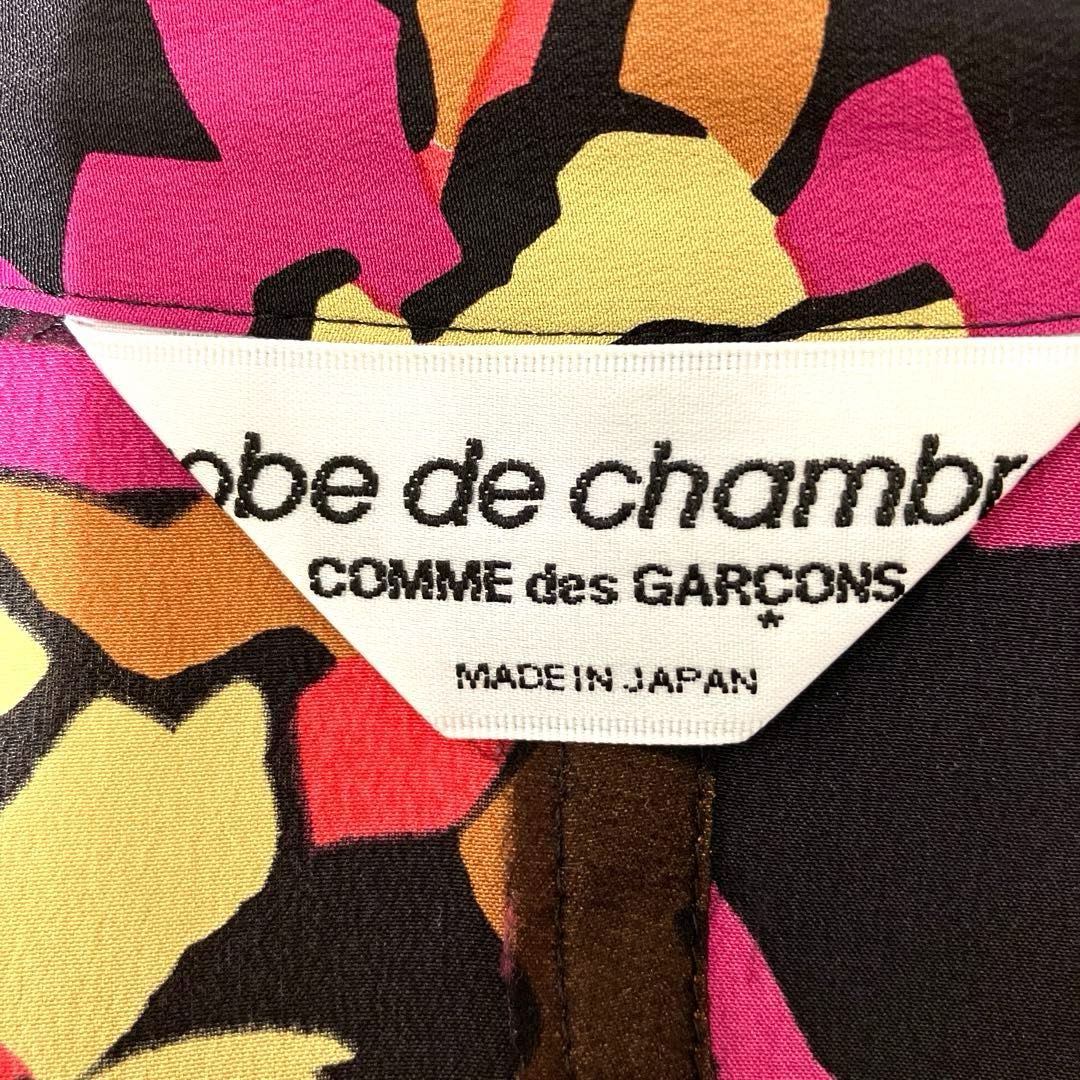 obe de chambr
COMME des GARÇONS
*
MADE IN JAPAN